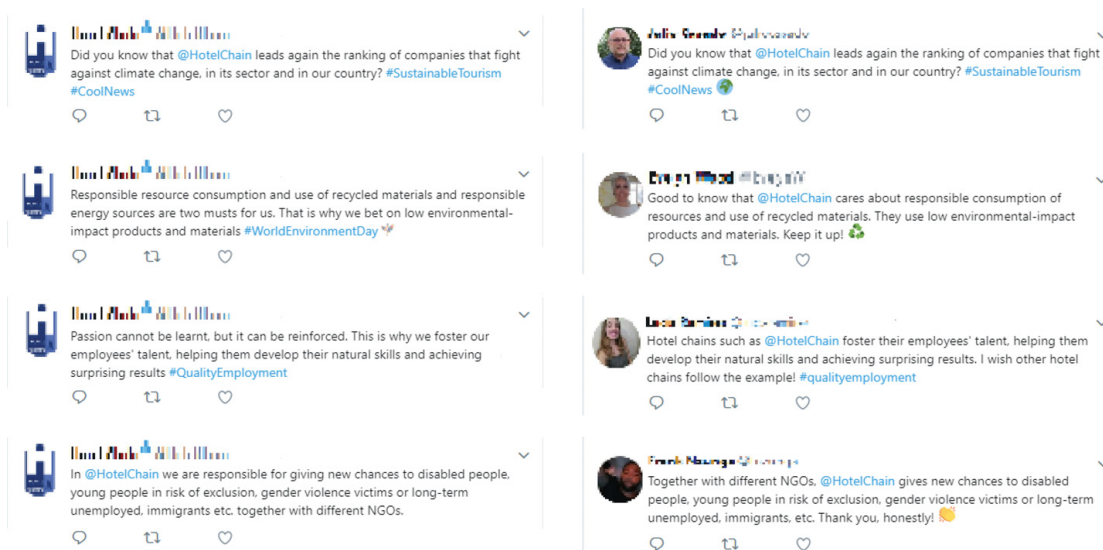 Did you know that @HotelChain leads again the ranking of companies that fight
against climate change, in its sector and in our country? #SustainableTourism
#CoolNews
Responsible resource consumption and use of recycled materials and responsible
energy sources are two musts for us. That is why we bet on low environmental-
impact products and materials #WorldEnvironmentDay
Passion cannot be learnt, but it can be reinforced. This is why we foster our
employees' talent, helping them develop their natural skills and achieving
surprising results #QualityEmployment
In @HotelChain we are responsible for giving new chances to disabled people,
young people in risk of exclusion, gender violence victims or long-term
unemployed, immigrants etc. together with different NGOs.
Did you know that @HotelChain leads again the ranking of companies that fight
against climate change, in its sector and in our country? #SustainableTourism
#CoolNews
Good to know that @HotelChain cares about responsible consumption of
resources and use of recycled materials. They use low environmental-impact
products and materials. Keep it up!
Hotel chains such as @HotelChain foster their employees' talent, helping them
develop their natural skills and achieving surprising results. I wish other hotel
chains follow the example! #qualityemployment
Together with different NGOs, @HotelChain gives new chances to disabled
people, young people in risk of exclusion, gender violence victims or long-term
unemployed, immigrants, etc. Thank you, honestly!